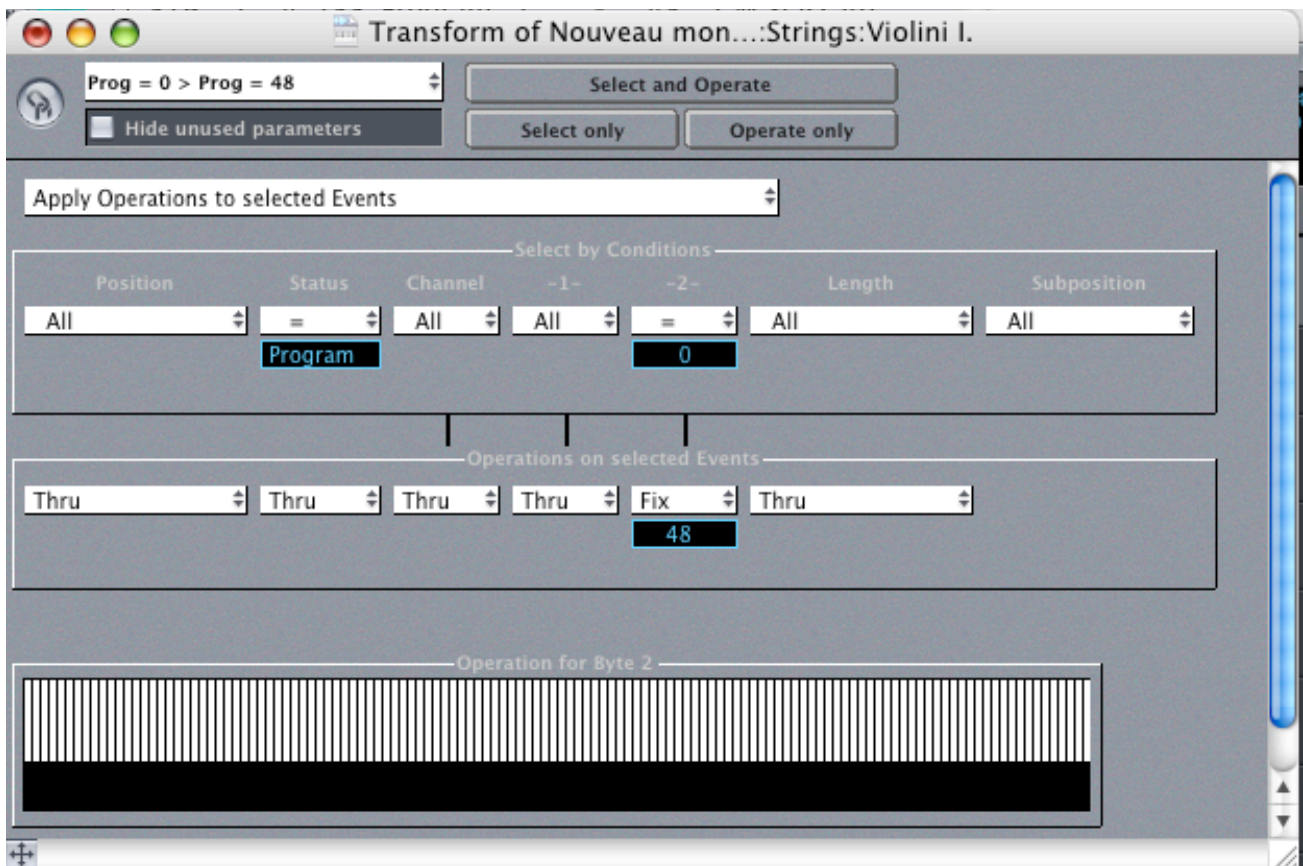 Transform of Nouveau mon...:Strings:Violini I.
Prog = 0 > Prog = 48
Select and Operate
Hide unused parameters
Select only
Operate only
Apply Operations to selected Events
Select by Conditions
Position Status Channel -1- -2- Length Subposition
All = All All = All All
Program 0
Operations on selected Events
Thru Thru Thru Thru Fix Thru
48
Operation for Byte 2